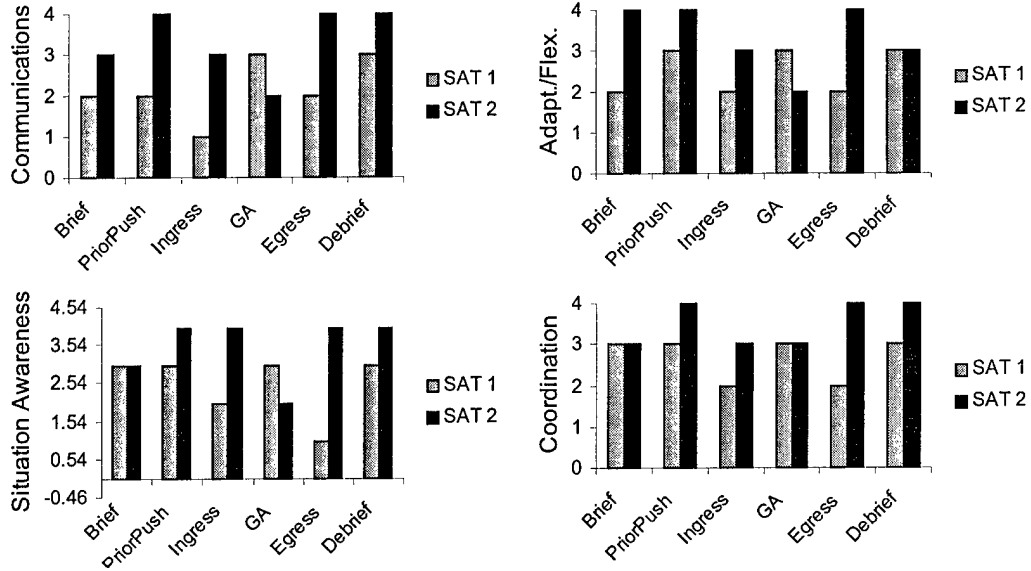 Communications
4
3
2
1
0
Brief
PriorPush
Ingress
GA
Egress
Debrief
SAT 1
SAT 2
Adapt./Flex.
4
3
2
1
0
Brief
PriorPush
Ingress
GA
Egress
Debrief
SAT 1
SAT 2
Situation Awareness
4.54
3.54
2.54
1.54
0.54
-0.46
Brief
PriorPush
Ingress
GA
Egress
Debrief
SAT 1
SAT 2
Coordination
4
3
2
1
0
Brief
PriorPush
Ingress
GA
Egress
Debrief
SAT 1
SAT 2